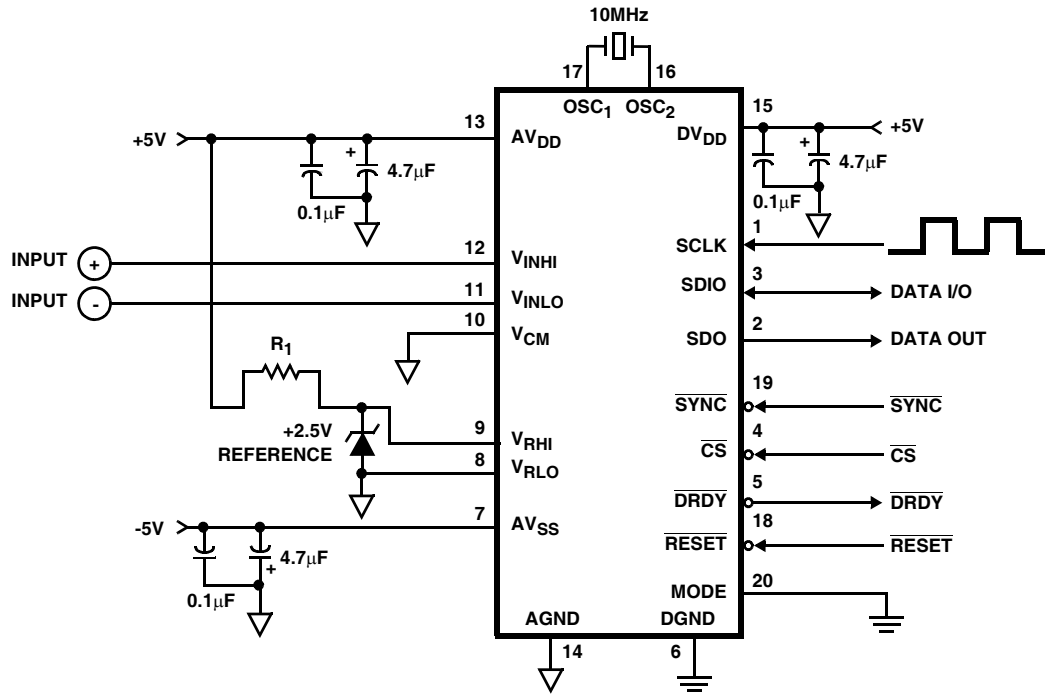 10MHz
17
16
OSC1
OSC2
+5V
13
AVDD
+
4.7μF
0.1μF
15
DVDD
+5V
+
4.7μF
0.1μF
INPUT
+
12
VINHI
INPUT
-
11
VINLO
10
VCM
R1
+2.5V
REFERENCE
9
VRHI
8
VRLO
-5V
7
AVSS
4.7μF
+
0.1μF
1
SCLK
3
SDIO
DATA I/O
2
SDO
DATA OUT
19
SYNC
SYNC
4
CS
CS
5
DRDY
DRDY
18
RESET
RESET
20
MODE
AGND
14
DGND
6